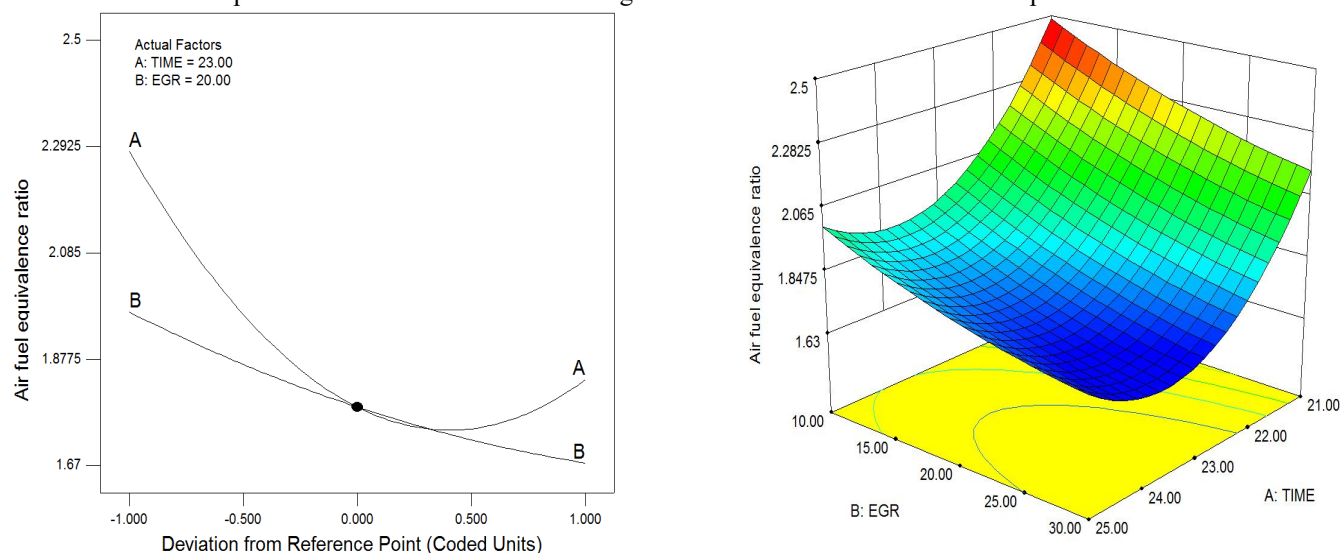 2.5
2.2925
2.085
1.8775
1.67
Air fuel equivalence ratio
Actual Factors
A: TIME = 23.00
B: EGR = 20.00
A
B
A
B
-1.000
-0.500
0.000
0.500
1.000
Deviation from Reference Point (Coded Units)
2.5
2.2825
2.065
1.8475
1.63
Air fuel equivalence ratio
10.00
15.00
20.00
25.00
30.00
B: EGR
25.00
24.00
23.00
22.00
21.00
A: TIME